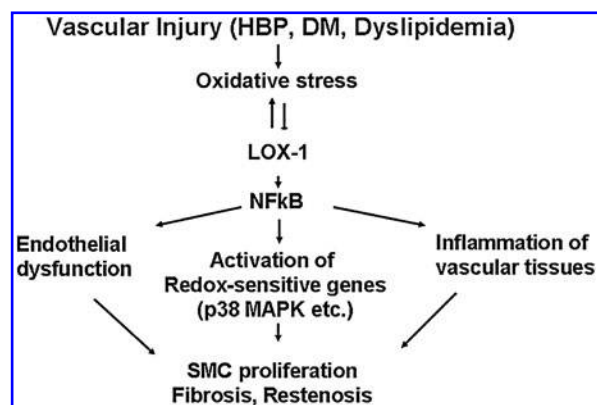 Vascular Injury (HBP, DM, Dyslipidemia)
Oxidative stress
LOX-1
NFkB
Endothelial
dysfunction
Activation of
Redox-sensitive genes
(p38 MAPK etc.)
Inflammation of
vascular tissues
SMC proliferation
Fibrosis, Restenosis